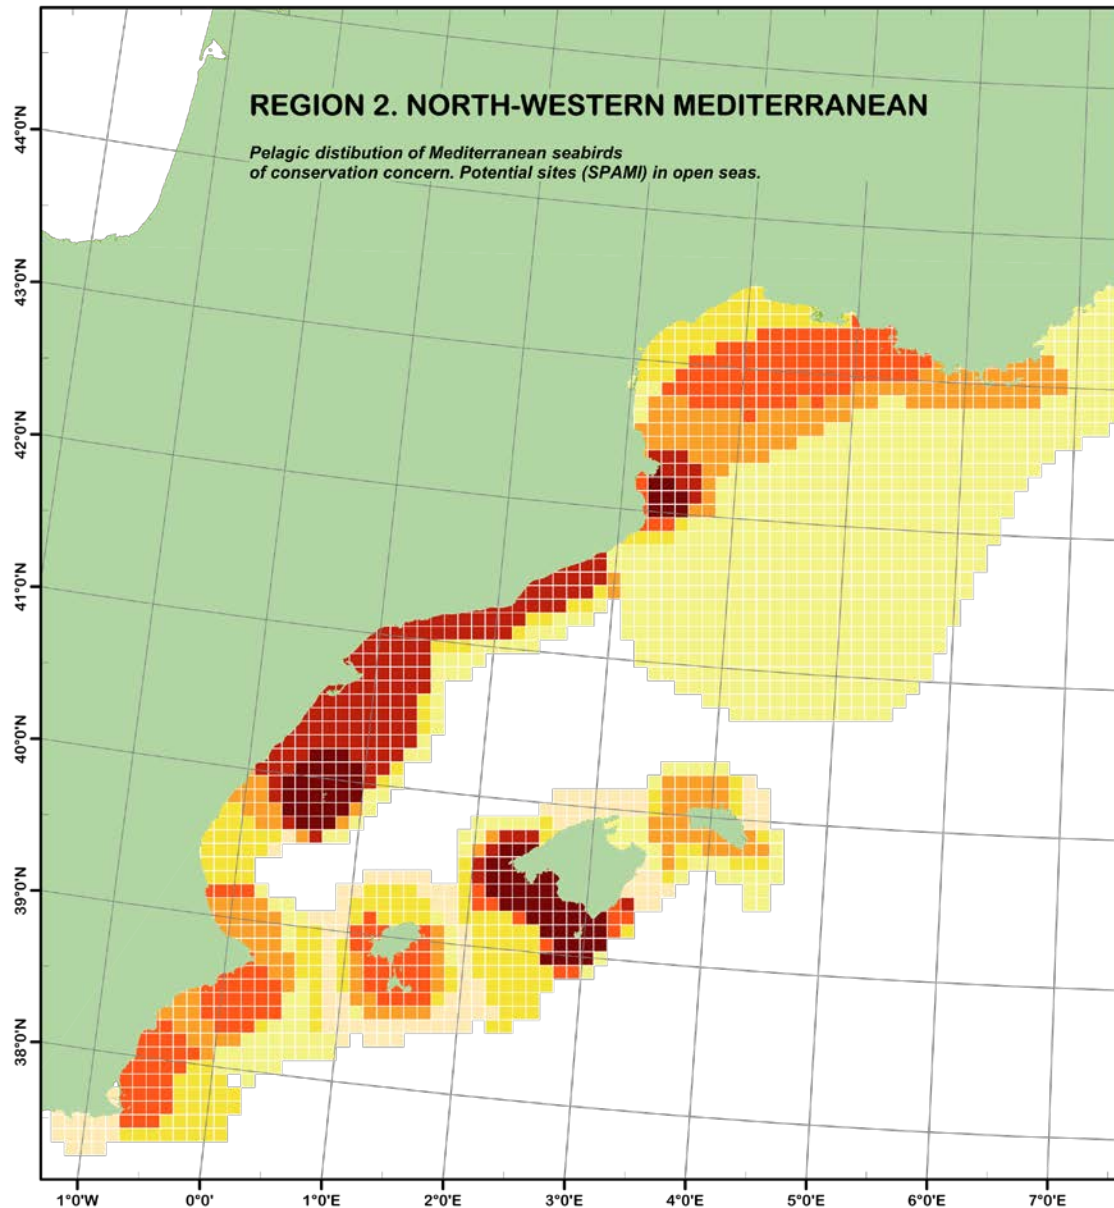 REGION 2. NORTH-WESTERN MEDITERRANEAN
Pelagic distibution of Mediterranean seabirds
of conservation concern. Potential sites (SPAMI) in open seas.
44°0'N
43°0'N
42°0'N
41°0'N
40°0'N
39°0'N
38°0'N
1°0'W
0°0'
1°0'E
2°0'E
3°0'E
4°0'E
5°0'E
6°0'E
7°0'E